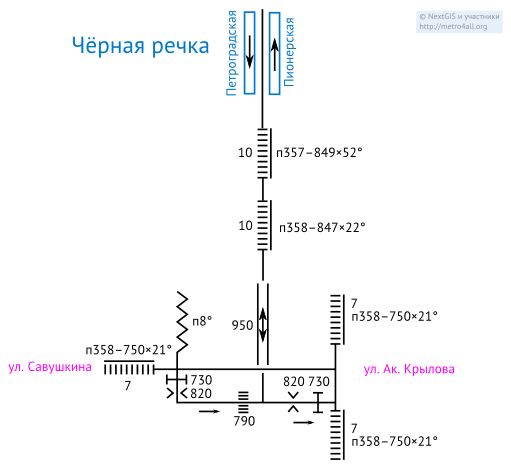 © NextGIS и участники
http://metro4all.org
Чёрная речка
Петроградская
Пионерская
10
п357–849×52°
10
п358–847×22°
7
п358–750×21°
п8°
950
п358–750×21°
ул. Савушкина
ул. Ак. Крылова
7
730
820
820 730
790
7
п358–750×21°